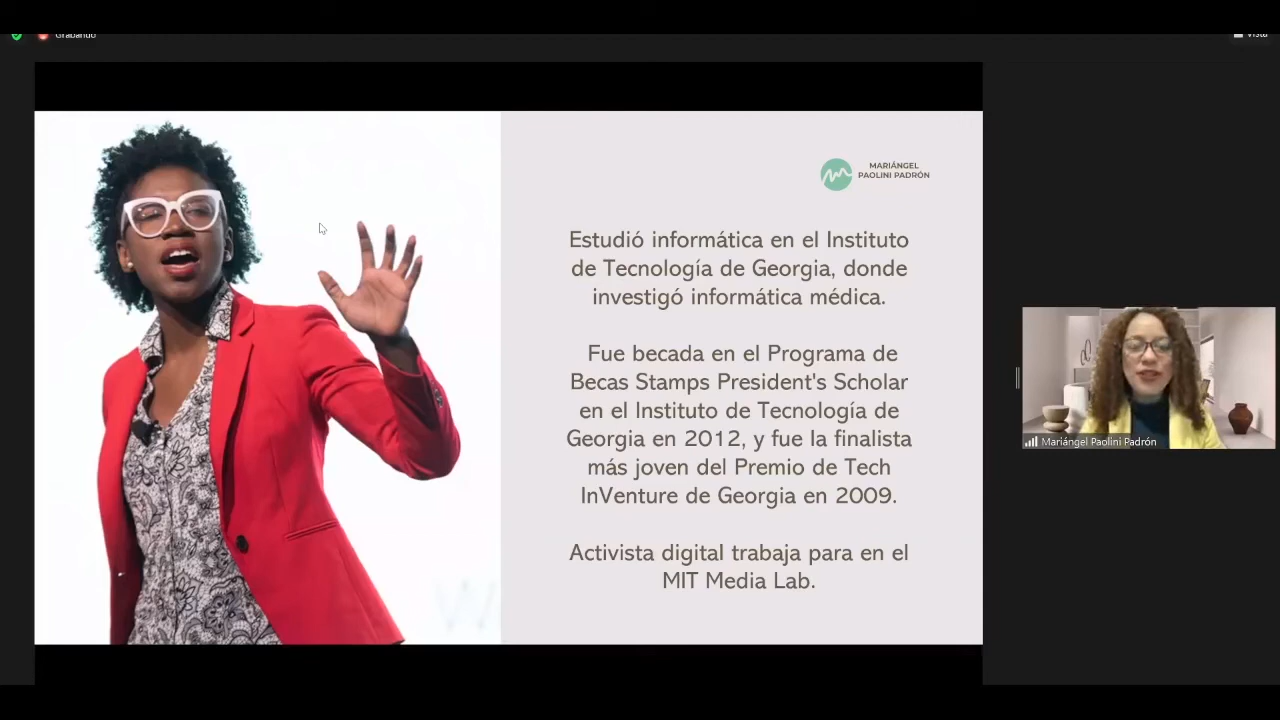 Grabando
Vista
MARIÁNGEL
PAOLINI PADRÓN
Estudió informática en el Instituto
de Tecnología de Georgia, donde
investigó informática médica.
Fue becada en el Programa de
Becas Stamps President's Scholar
en el Instituto de Tecnología de
Georgia en 2012, y fue la finalista
más joven del Premio de Tech
InVenture de Georgia en 2009.
Activista digital trabaja para en el
MIT Media Lab.
Mariángel Paolini Padrón